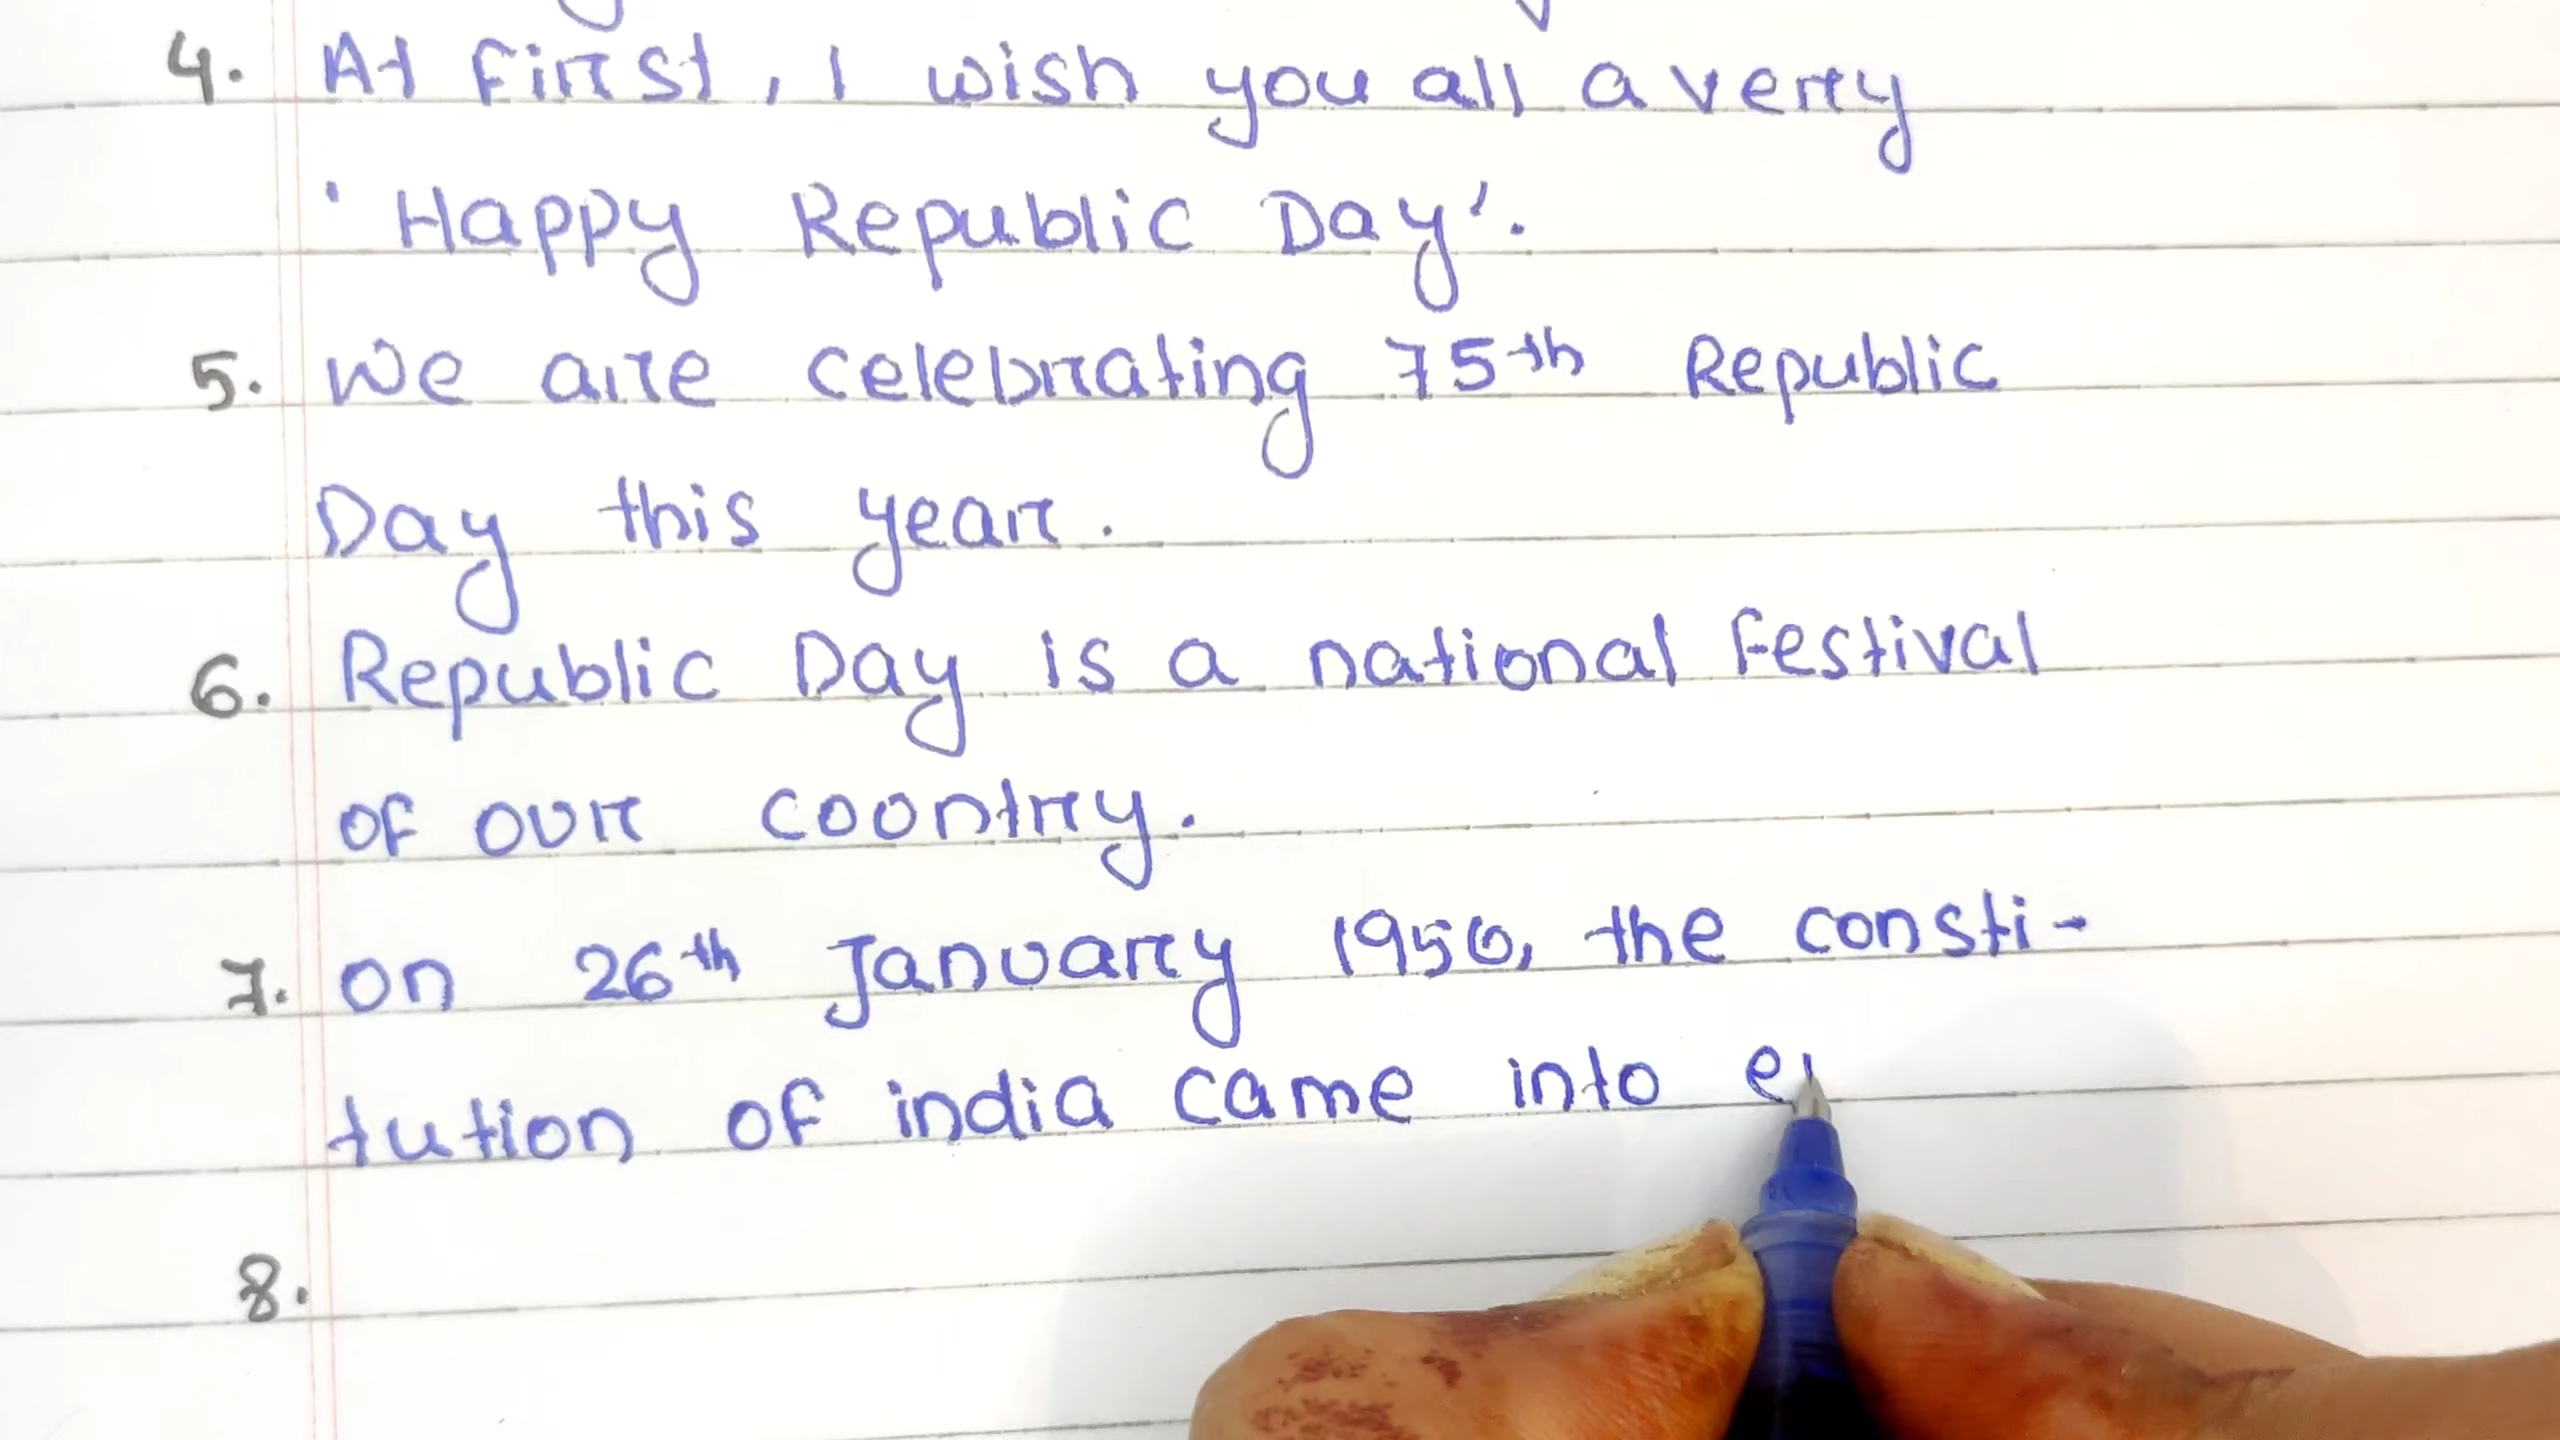 4. At first, I wish you all a very
'Happy Republic Day'.
5. We are celebrating 75th Republic
Day this year.
6. Republic Day is a national festival
of our coontry.
7. on 26th January 1950, the consti-
tution of india came into
8.